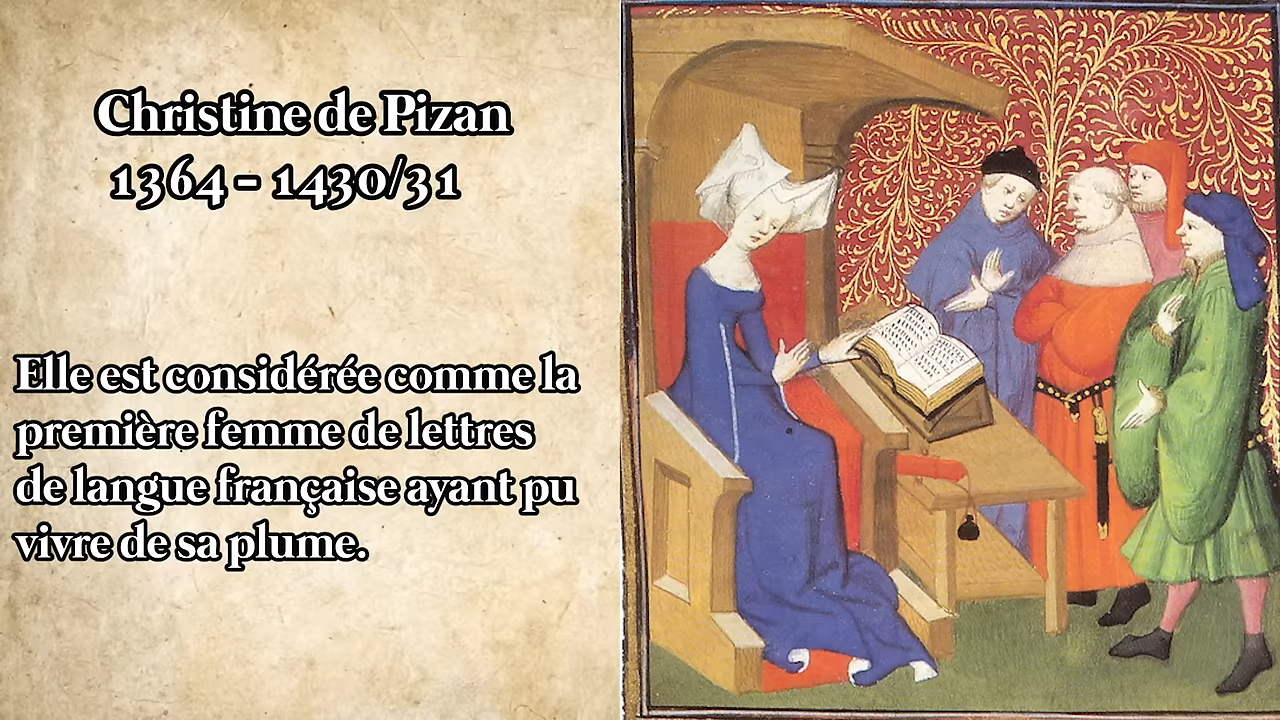 Christine de Pizan
1364 - 1430/31
Elle est considérée comme la
première femme de lettres
de langue française ayant pu
vivre de sa plume.